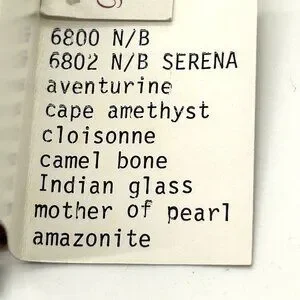 6800 N/B
6802 N/B SERENA
aventurine
cape amethyst
cloisonne
camel bone
Indian glass
mother of pearl
amazonite